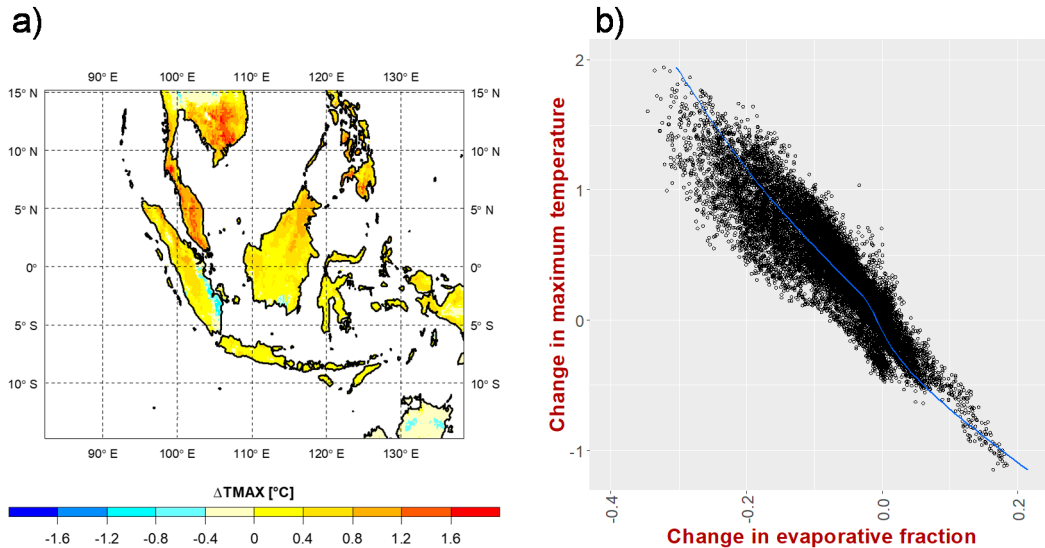 a)
b)
90° E 100° E 110° E 120° E 130° E
15° N 15° N
10° N 10° N
5° N 5° N
0° 0°
5° S 5° S
10° S 10° S
90° E 100° E 110° E 120° E 130° E
ΔTMAX [°C]
-1.6 -1.2 -0.8 -0.4 0 0.4 0.8 1.2 1.6
Change in maximum temperature
2
1
0
-1
-0.4 -0.2 0.0 0.2
Change in evaporative fraction